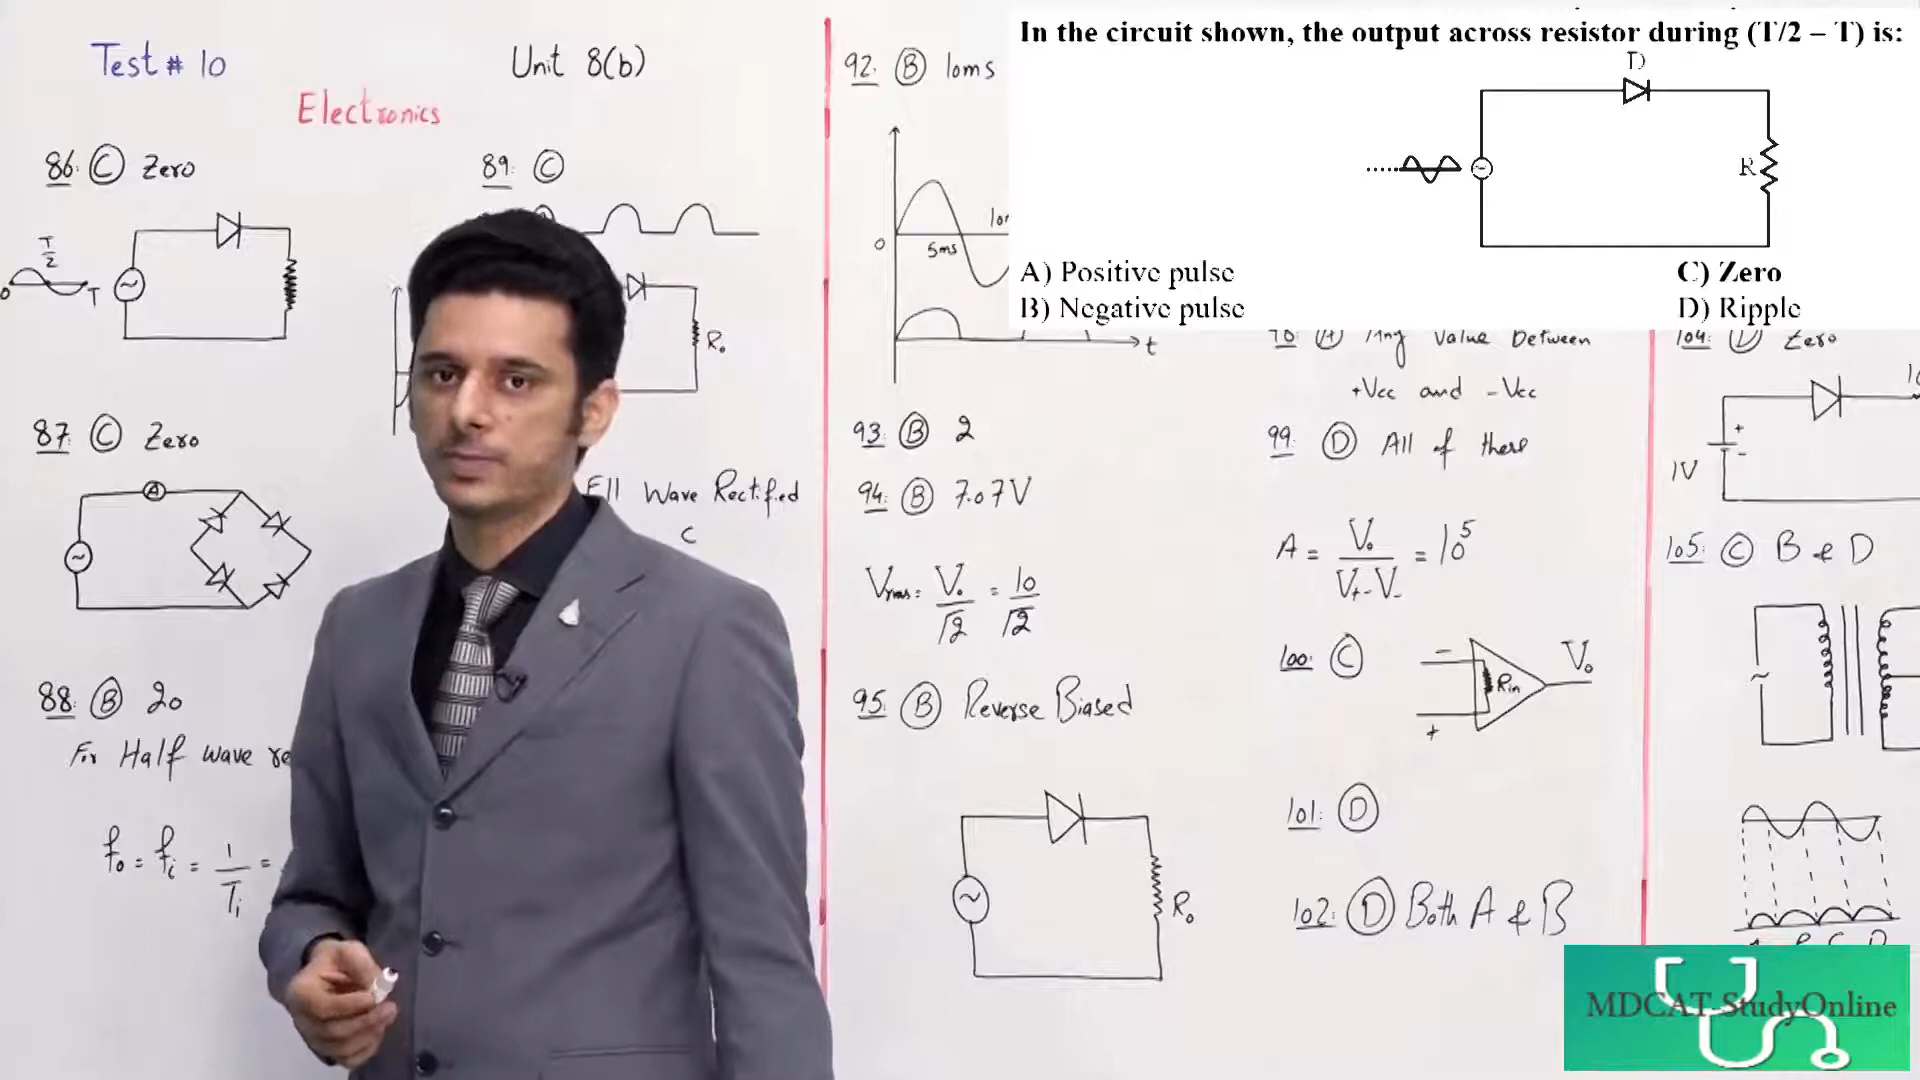 Test # 10
Unit 8(b)
Electronics
86. C Zero
T/2
0
T
87. C Zero
A
88. B 20
For Half wave
f₀ = fᵢ = 1/Tᵢ =
89. C
R₀
Wave Rectified
C
92. B 10ms
0
5ms
t
93. B 2
94. B 7.07V
Vrms = V₀/√2 = 10/√2
95. B Reverse Biased
R₀
In the circuit shown, the output across resistor during (T/2 – T) is:
D
R
A) Positive pulse
C) Zero
B) Negative pulse
D) Ripple
Any Value between
+Vcc and -Vcc
99. D All of these
A = V₀/(V₊-V₋) = 10⁵
100. C
Rin
V₀
-
+
101. D
102. D Both A & B
104. D Zero
+
-
1V
105. C B & D
MDCAT StudyOnline